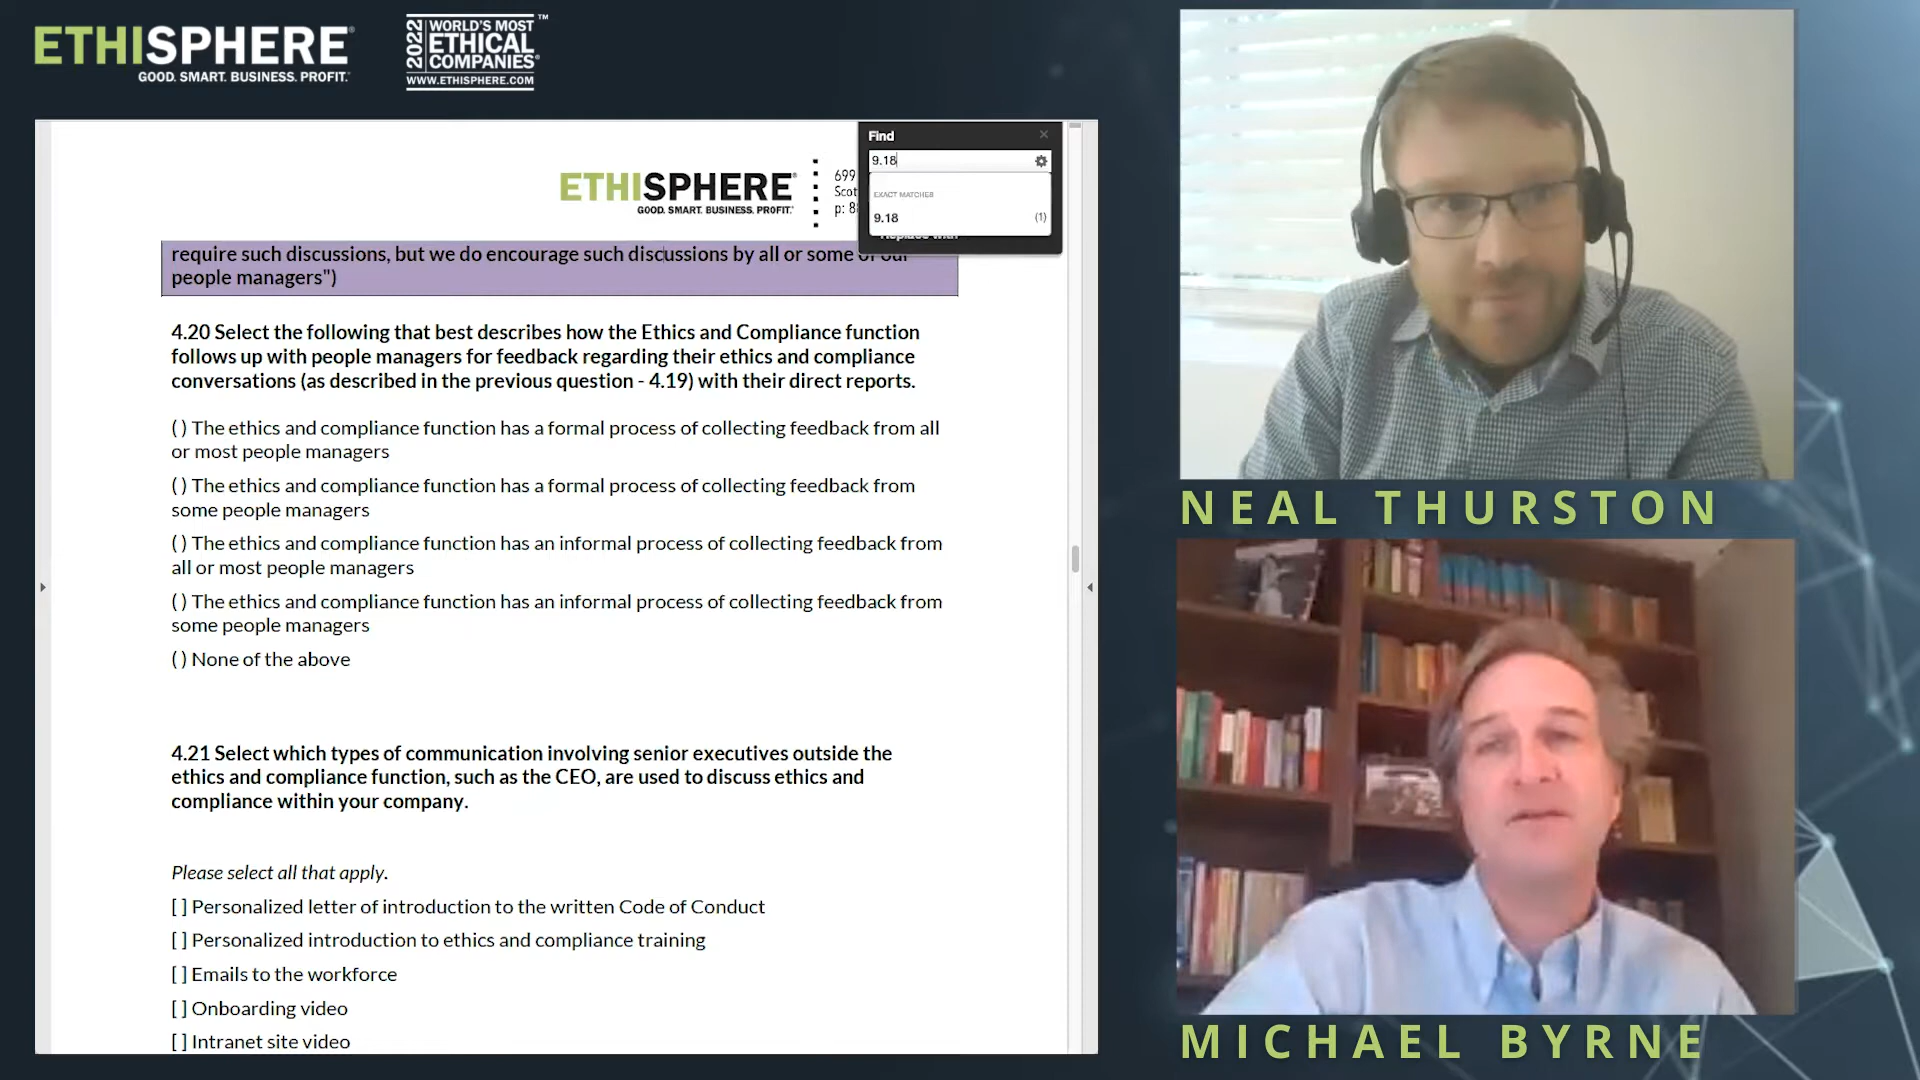 ETHISPHERE
GOOD. SMART. BUSINESS. PROFIT.
2022 WORLD'S MOST
ETHICAL
COMPANIES
™
WWW.ETHISPHERE.COM
Find
9.18
EXACT MATCHES
9.18 (1)
ETHISPHERE
GOOD. SMART. BUSINESS. PROFIT.
699
Scot
p: 8
require such discussions, but we do encourage such discussions by all or some of our
people managers")
4.20 Select the following that best describes how the Ethics and Compliance function
follows up with people managers for feedback regarding their ethics and compliance
conversations (as described in the previous question - 4.19) with their direct reports.
( ) The ethics and compliance function has a formal process of collecting feedback from all
or most people managers
( ) The ethics and compliance function has a formal process of collecting feedback from
some people managers
( ) The ethics and compliance function has an informal process of collecting feedback from
all or most people managers
( ) The ethics and compliance function has an informal process of collecting feedback from
some people managers
( ) None of the above
4.21 Select which types of communication involving senior executives outside the
ethics and compliance function, such as the CEO, are used to discuss ethics and
compliance within your company.
Please select all that apply.
[ ] Personalized letter of introduction to the written Code of Conduct
[ ] Personalized introduction to ethics and compliance training
[ ] Emails to the workforce
[ ] Onboarding video
[ ] Intranet site video
NEAL THURSTON
MICHAEL BYRNE